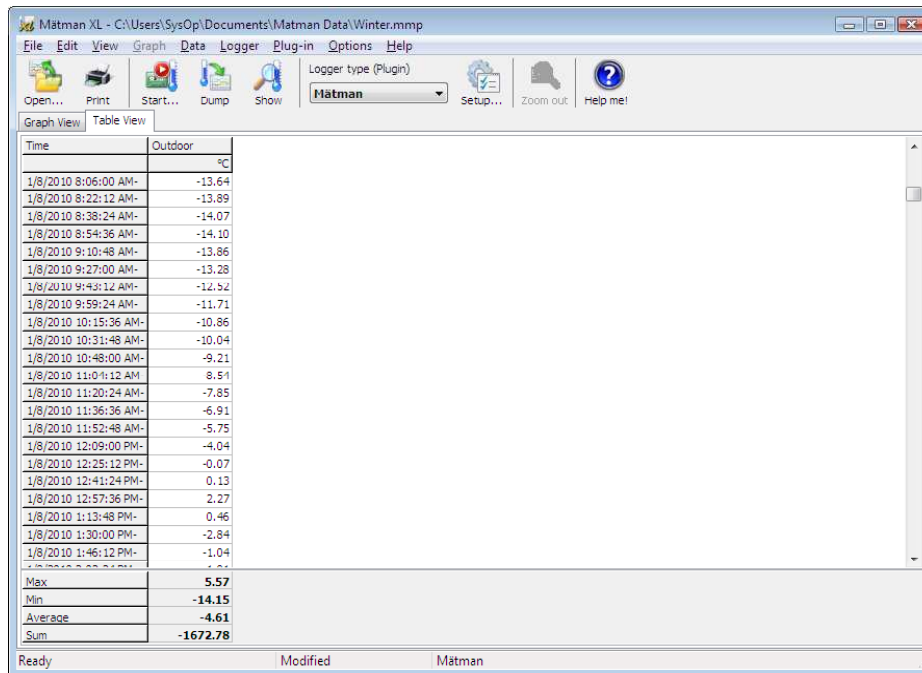 Mätman XL - C:\Users\SysOp\Documents\Matman Data\Winter.mmp
File Edit View Graph Data Logger Plug-in Options Help
Logger type (Plugin)
Mätman
Open... Print Start... Dump Show Setup... Zoom out Help me!
Graph View Table View
Time Outdoor
°C
1/8/2010 8:06:00 AM- -13.64
1/8/2010 8:22:12 AM- -13.89
1/8/2010 8:38:24 AM- -14.07
1/8/2010 8:54:36 AM- -14.10
1/8/2010 9:10:48 AM- -13.86
1/8/2010 9:27:00 AM- -13.28
1/8/2010 9:43:12 AM- -12.52
1/8/2010 9:59:24 AM- -11.71
1/8/2010 10:15:36 AM- -10.86
1/8/2010 10:31:48 AM- -10.04
1/8/2010 10:48:00 AM- -9.21
1/8/2010 11:04:12 AM 8.54
1/8/2010 11:20:24 AM- -7.85
1/8/2010 11:36:36 AM- -6.91
1/8/2010 11:52:48 AM- -5.75
1/8/2010 12:09:00 PM- -4.04
1/8/2010 12:25:12 PM- -0.07
1/8/2010 12:41:24 PM- 0.13
1/8/2010 12:57:36 PM- 2.27
1/8/2010 1:13:48 PM- 0.46
1/8/2010 1:30:00 PM- -2.84
1/8/2010 1:46:12 PM- -1.04
Max 5.57
Min -14.15
Average -4.61
Sum -1672.78
Ready Modified Mätman